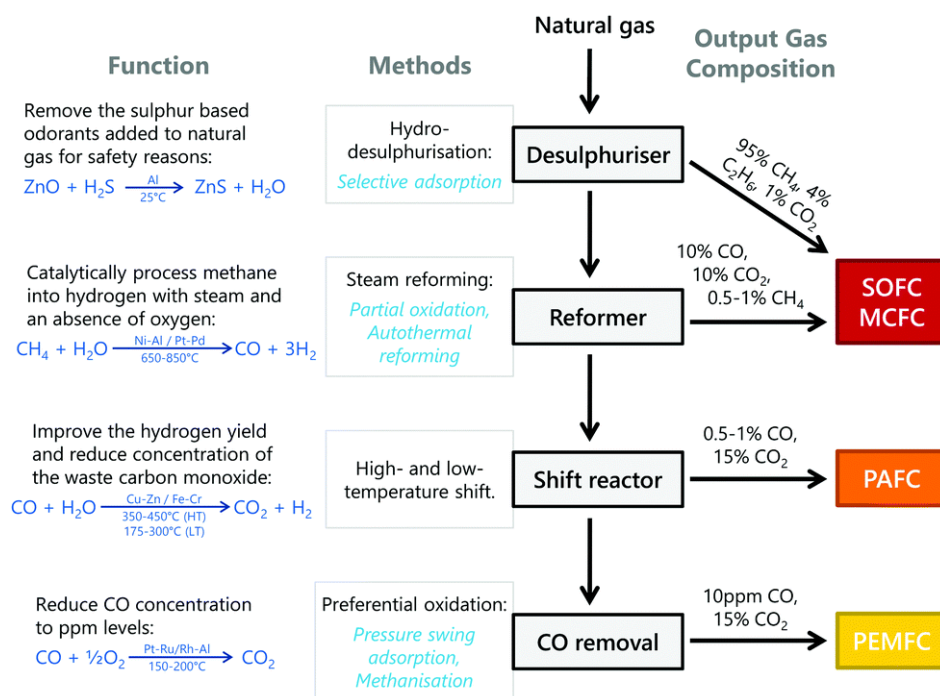 Natural gas
Function
Methods
Output Gas
Composition
Remove the sulphur based
odorants added to natural
gas for safety reasons:
ZnO + H₂S Al 25°C ZnS + H₂O
Hydro-
desulphurisation:
Selective adsorption
Desulphuriser
95% CH₄, 4%
C₂H₆, 1% CO₂
Catalytically process methane
into hydrogen with steam and
an absence of oxygen:
CH₄ + H₂O Ni-Al / Pt-Pd 650-850°C CO + 3H₂
Steam reforming:
Partial oxidation,
Autothermal
reforming
Reformer
10% CO,
10% CO₂,
0.5-1% CH₄
SOFC
MCFC
Improve the hydrogen yield
and reduce concentration of
the waste carbon monoxide:
CO + H₂O Cu-Zn / Fe-Cr 350-450°C (HT) CO₂ + H₂
175-300°C (LT)
High- and low-
temperature shift.
Shift reactor
0.5-1% CO,
15% CO₂
PAFC
Reduce CO concentration
to ppm levels:
CO + ½O₂ Pt-Ru/Rh-Al 150-200°C CO₂
Preferential oxidation:
Pressure swing
adsorption,
Methanisation
CO removal
10ppm CO,
15% CO₂
PEMFC